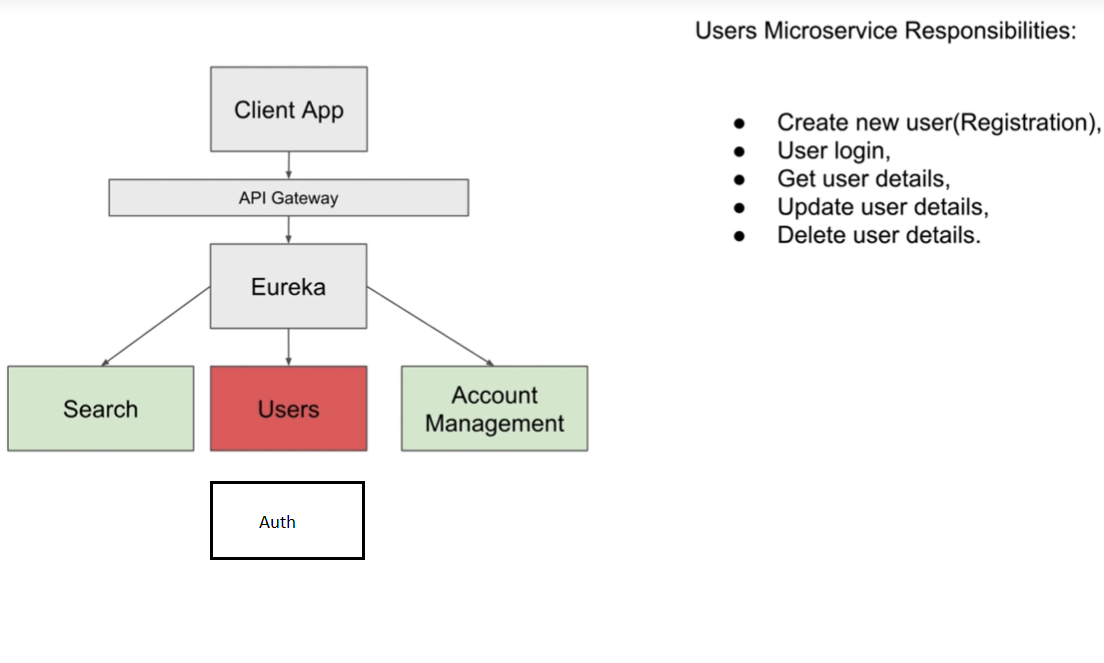 Users Microservice Responsibilities:
Client App
API Gateway
Eureka
Search
Users
Account
Management
Auth
● Create new user(Registration),
● User login,
● Get user details,
● Update user details,
● Delete user details.